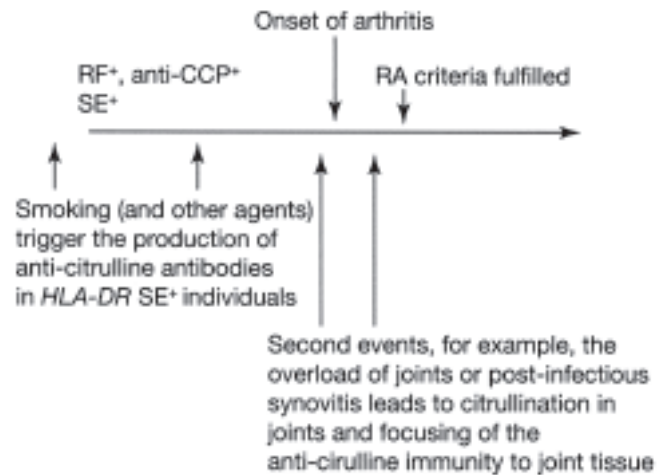 Onset of arthritis
RF⁺, anti-CCP⁺
SE⁺
RA criteria fulfilled
Smoking (and other agents)
trigger the production of
anti-citrulline antibodies
in HLA-DR SE⁺ individuals
Second events, for example, the
overload of joints or post-infectious
synovitis leads to citrullination in
joints and focusing of the
anti-cirulline immunity to joint tissue